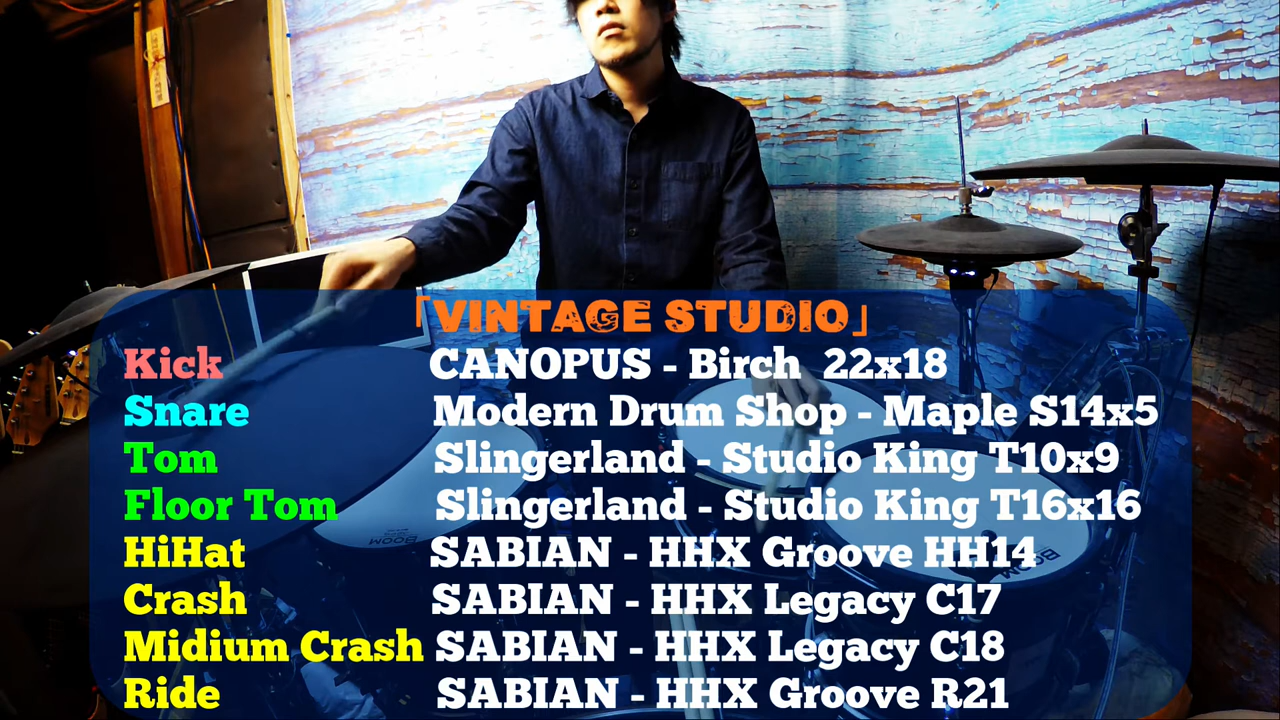 「VINTAGE STUDIO」
Kick CANOPUS - Birch 22x18
Snare Modern Drum Shop - Maple S14x5
Tom Slingerland - Studio King T10x9
Floor Tom Slingerland - Studio King T16x16
HiHat SABIAN - HHX Groove HH14
Crash SABIAN - HHX Legacy C17
Midium Crash SABIAN - HHX Legacy C18
Ride SABIAN - HHX Groove R21
BOOM
BOOM